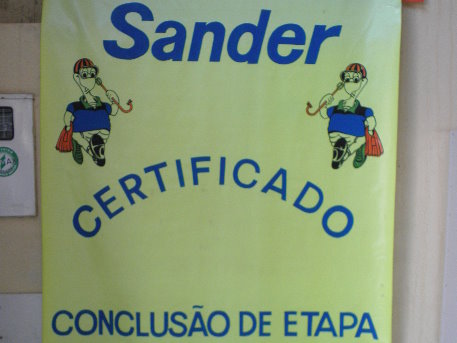 Sander
CERTIFICADO
CONCLUSÃO DE ETAPA